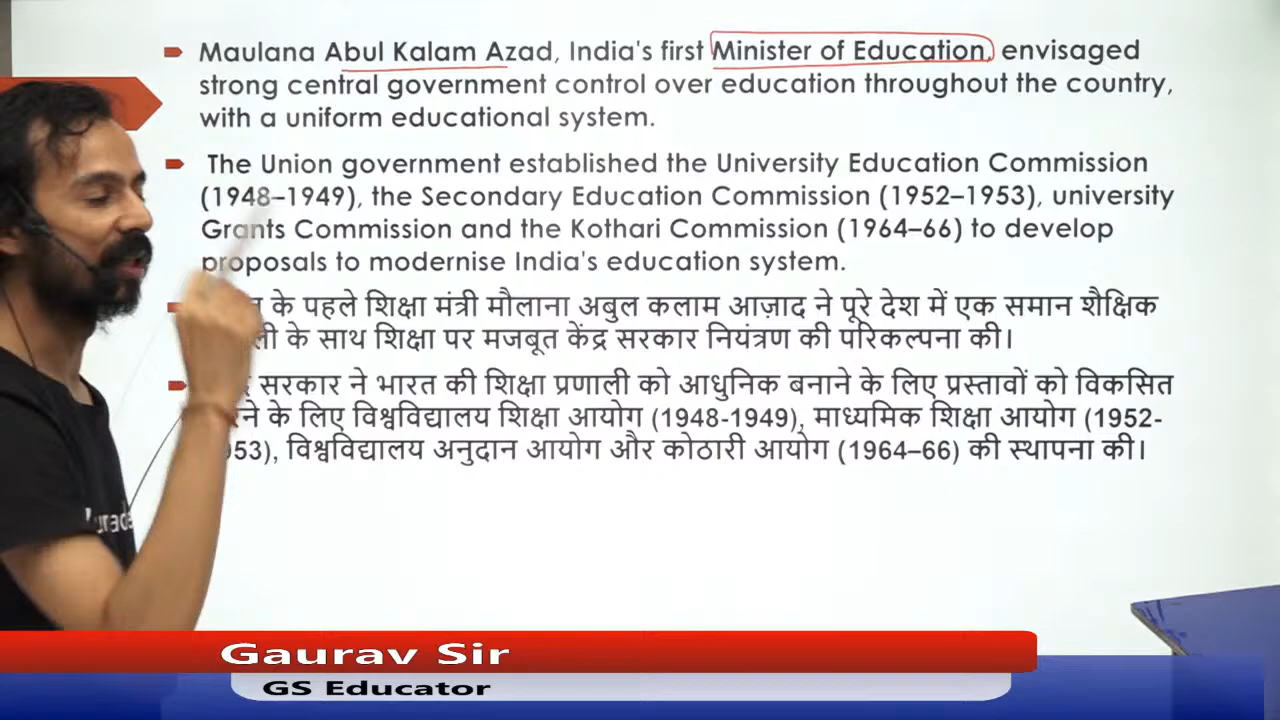 Maulana Abul Kalam Azad, India's first Minister of Education, envisaged
strong central government control over education throughout the country,
with a uniform educational system.
The Union government established the University Education Commission
(1948–1949), the Secondary Education Commission (1952–1953), university
Grants Commission and the Kothari Commission (1964–66) to develop
proposals to modernise India's education system.
के पहले शिक्षा मंत्री मौलाना अबुल कलाम आज़ाद ने पूरे देश में एक समान शैक्षिक
के साथ शिक्षा पर मजबूत केंद्र सरकार नियंत्रण की परिकल्पना की।
सरकार ने भारत की शिक्षा प्रणाली को आधुनिक बनाने के लिए प्रस्तावों को विकसित
के लिए विश्वविद्यालय शिक्षा आयोग (1948-1949), माध्यमिक शिक्षा आयोग (1952-
53), विश्वविद्यालय अनुदान आयोग और कोठारी आयोग (1964–66) की स्थापना की।
Gaurav Sir
GS Educator